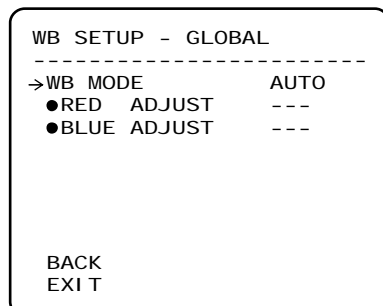 WB SETUP - GLOBAL
------------------------
→WB MODE AUTO
●RED ADJUST ---
●BLUE ADJUST ---
BACK
EXIT